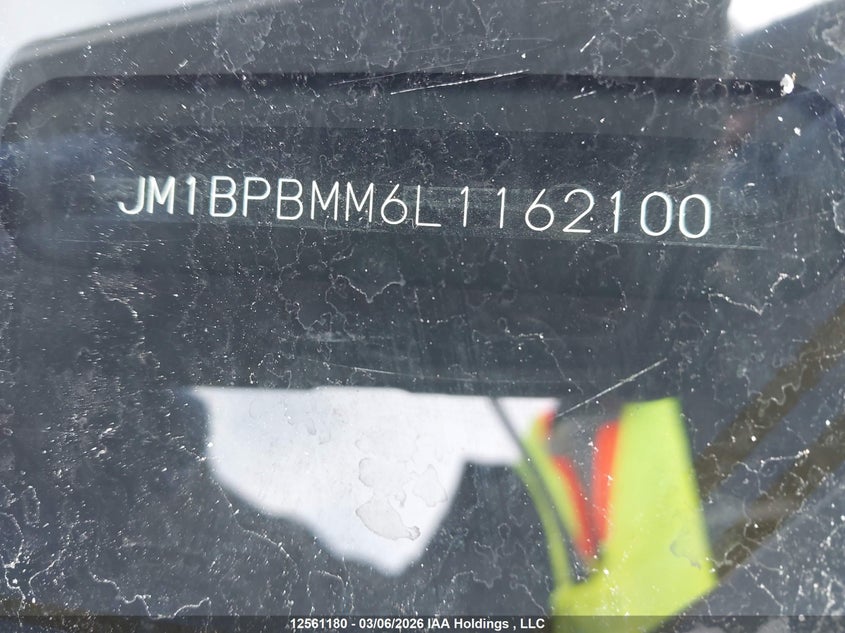 JM1BPBMM6L1162100
12561180 - 03/06/2026 IAA Holdings , LLC